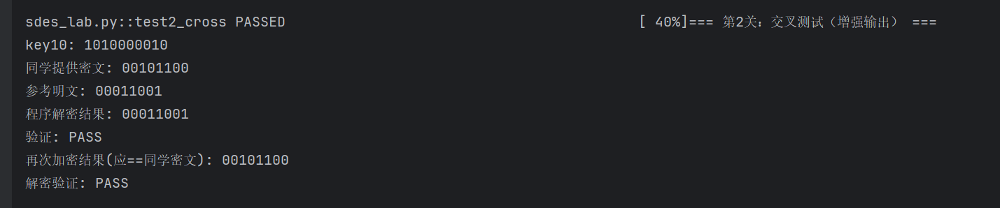 sdes_lab.py::test2_cross PASSED [ 40%]=== 第2关：交叉测试（增强输出） ===
key10: 1010000010
同学提供密文: 00101100
参考明文: 00011001
程序解密结果: 00011001
验证: PASS
再次加密结果(应==同学密文): 00101100
解密验证: PASS